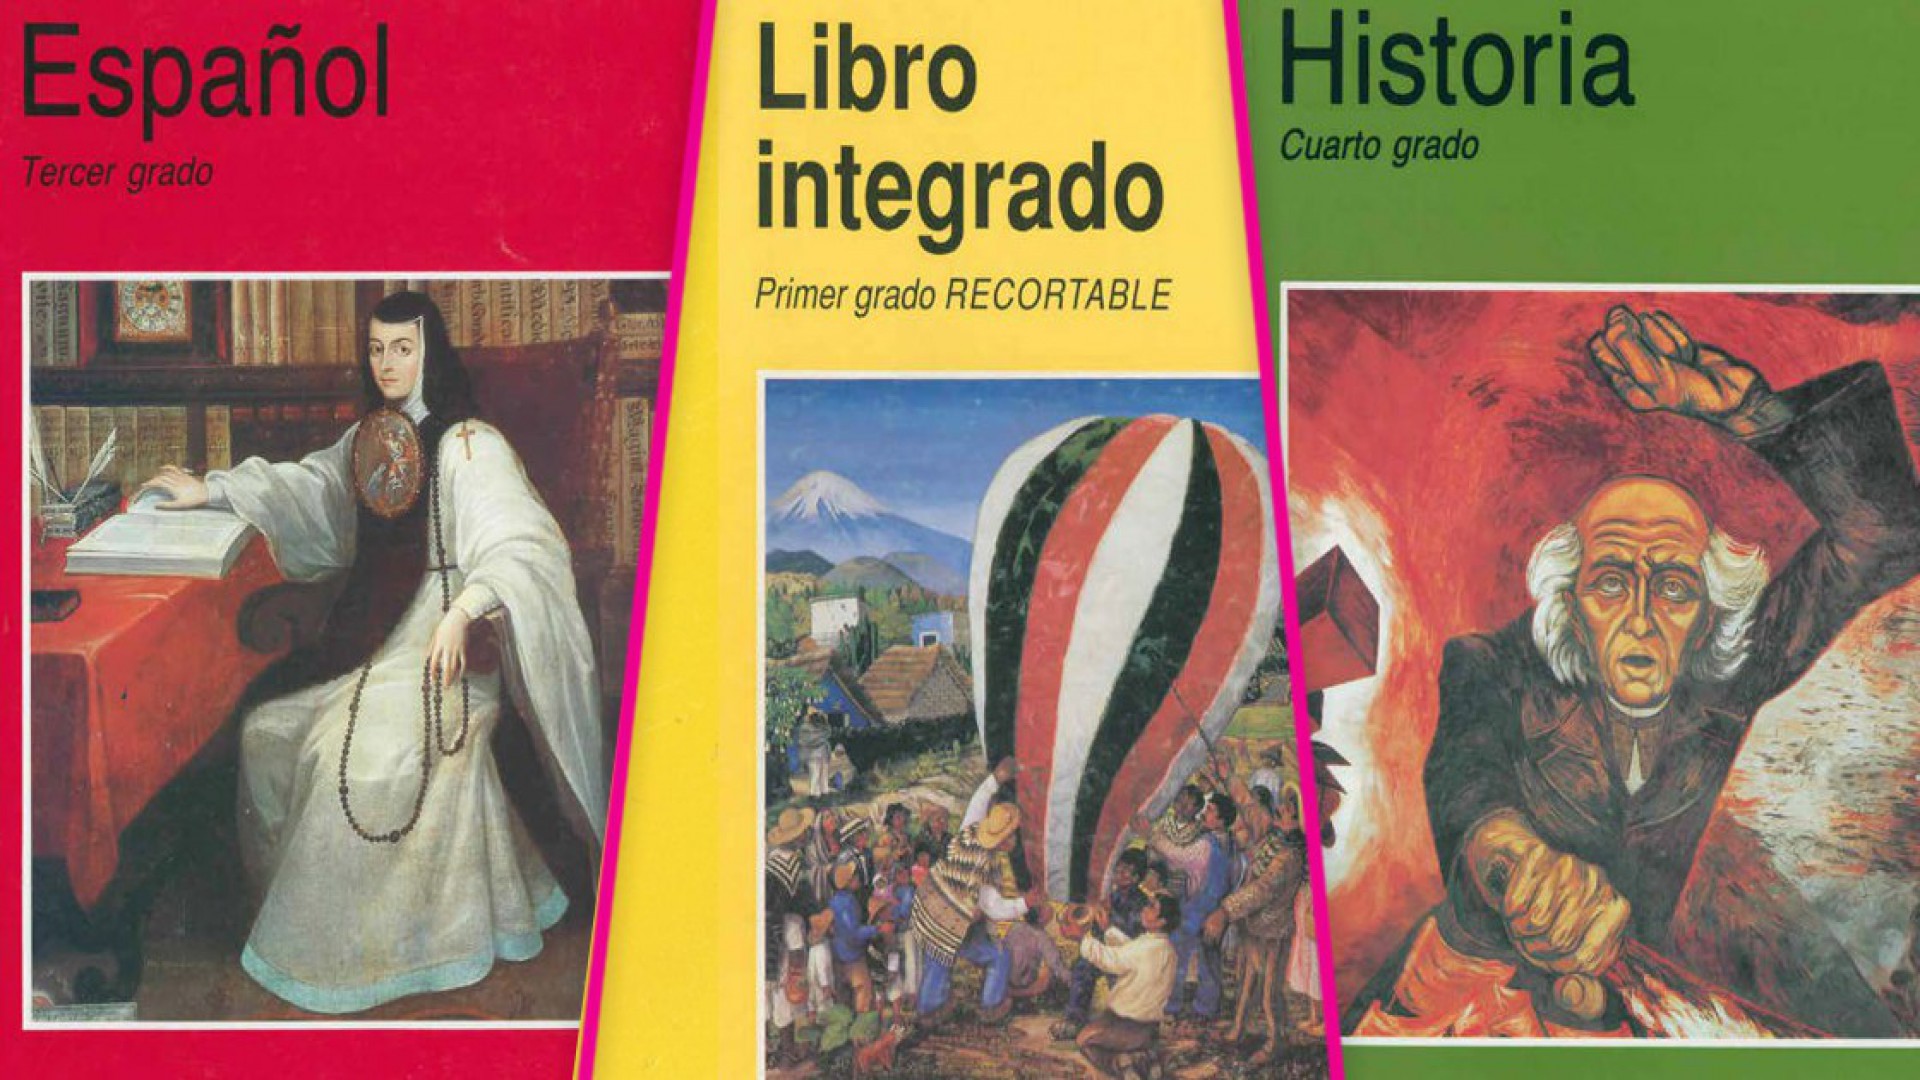 Español
Tercer grado
Libro
integrado
Primer grado RECORTABLE
Historia
Cuarto grado